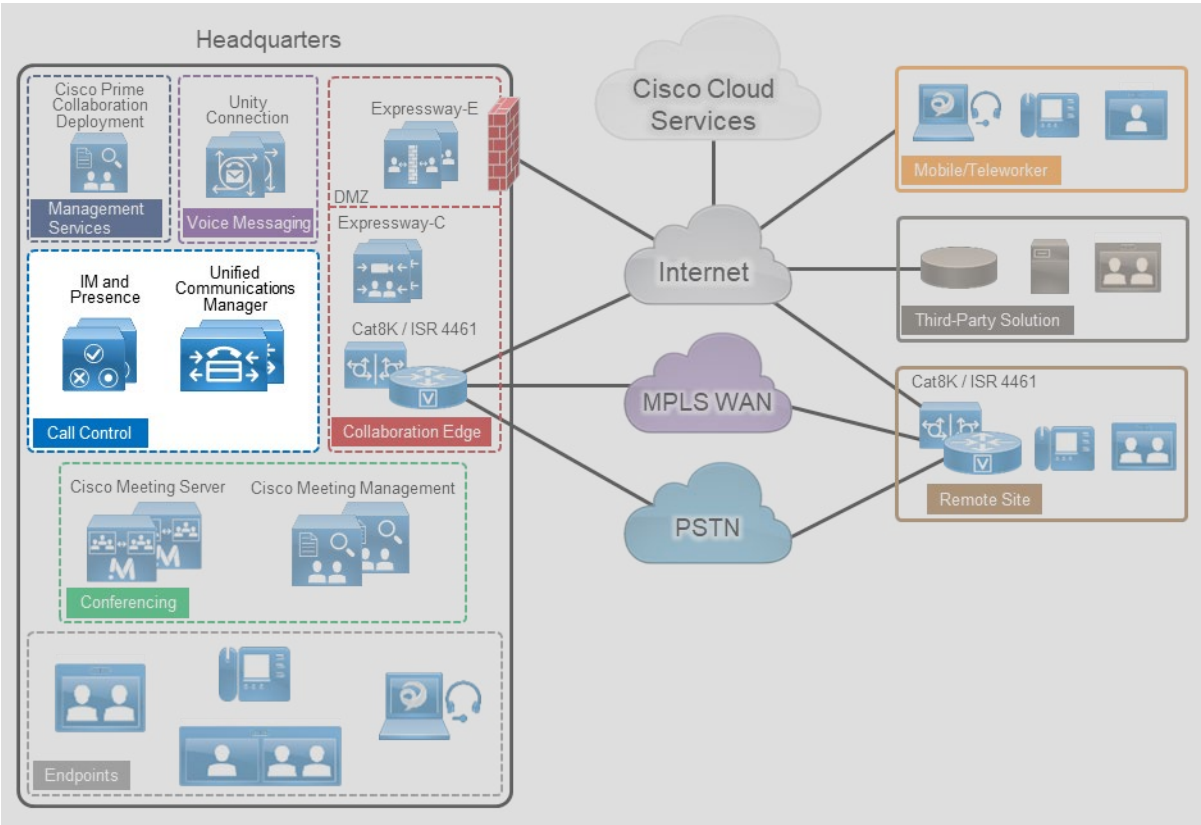 Headquarters
Cisco Prime
Collaboration
Deployment
Management
Services
Unity
Connection
Voice Messaging
Expressway-E
DMZ
Expressway-C
Cat8K / ISR 4461
V
Collaboration Edge
IM and
Presence
Unified
Communications
Manager
Call Control
Cisco Meeting Server
M
M
Cisco Meeting Management
Conferencing
Endpoints
Cisco Cloud
Services
Internet
MPLS WAN
PSTN
Mobile/Teleworker
Third-Party Solution
Cat8K / ISR 4461
V
Remote Site